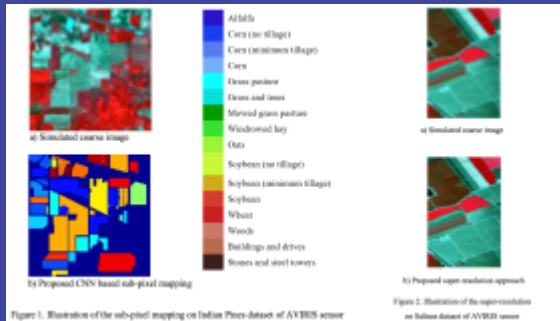 a) Simulated coarse image
b) Proposed CNN based sub-pixel mapping
Alfalfa
Corn (no tillage)
Corn (minimum tillage)
Corn
Grass pasture
Grass and trees
Mowed grass pasture
Windrowed hay
Oats
Soybean (no tillage)
Soybean (minimum tillage)
Soybean
Wheat
Woods
Buildings and drives
Stones and steel towers
Figure 1. Illustration of the sub-pixel mapping on Indian Pines dataset of AVIRIS sensor
a) Simulated coarse image
b) Proposed super-resolution approach
Figure 2. Illustration of the super-resolution
on Salinas dataset of AVIRIS sensor